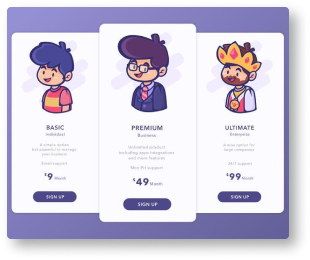 BASIC
Individual
A simple option
but powerful to manage
your business
Email support
$9 /Month
SIGN UP
PREMIUM
Business
Unlimited product
including apps integrations
and more features
Mon-Fri support
$49 /Month
SIGN UP
ULTIMATE
Enterprise
A wise option for
large companies
24/7 support
$99 /Month
SIGN UP